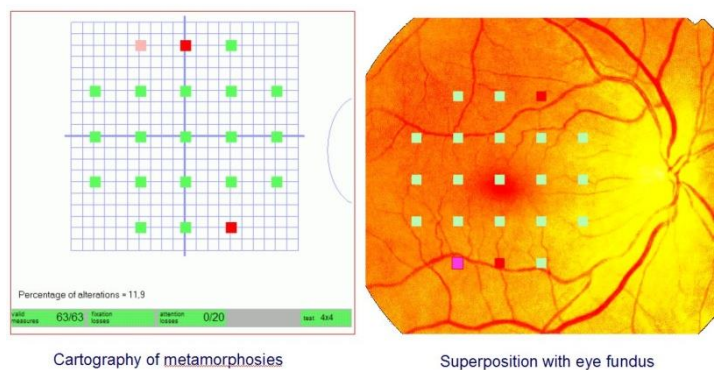 Percentage of alterations = 11,9
valid measures 63/63 fixation losses attention losses 0/20 test 4x4
Cartography of metamorphosies
Superposition with eye fundus